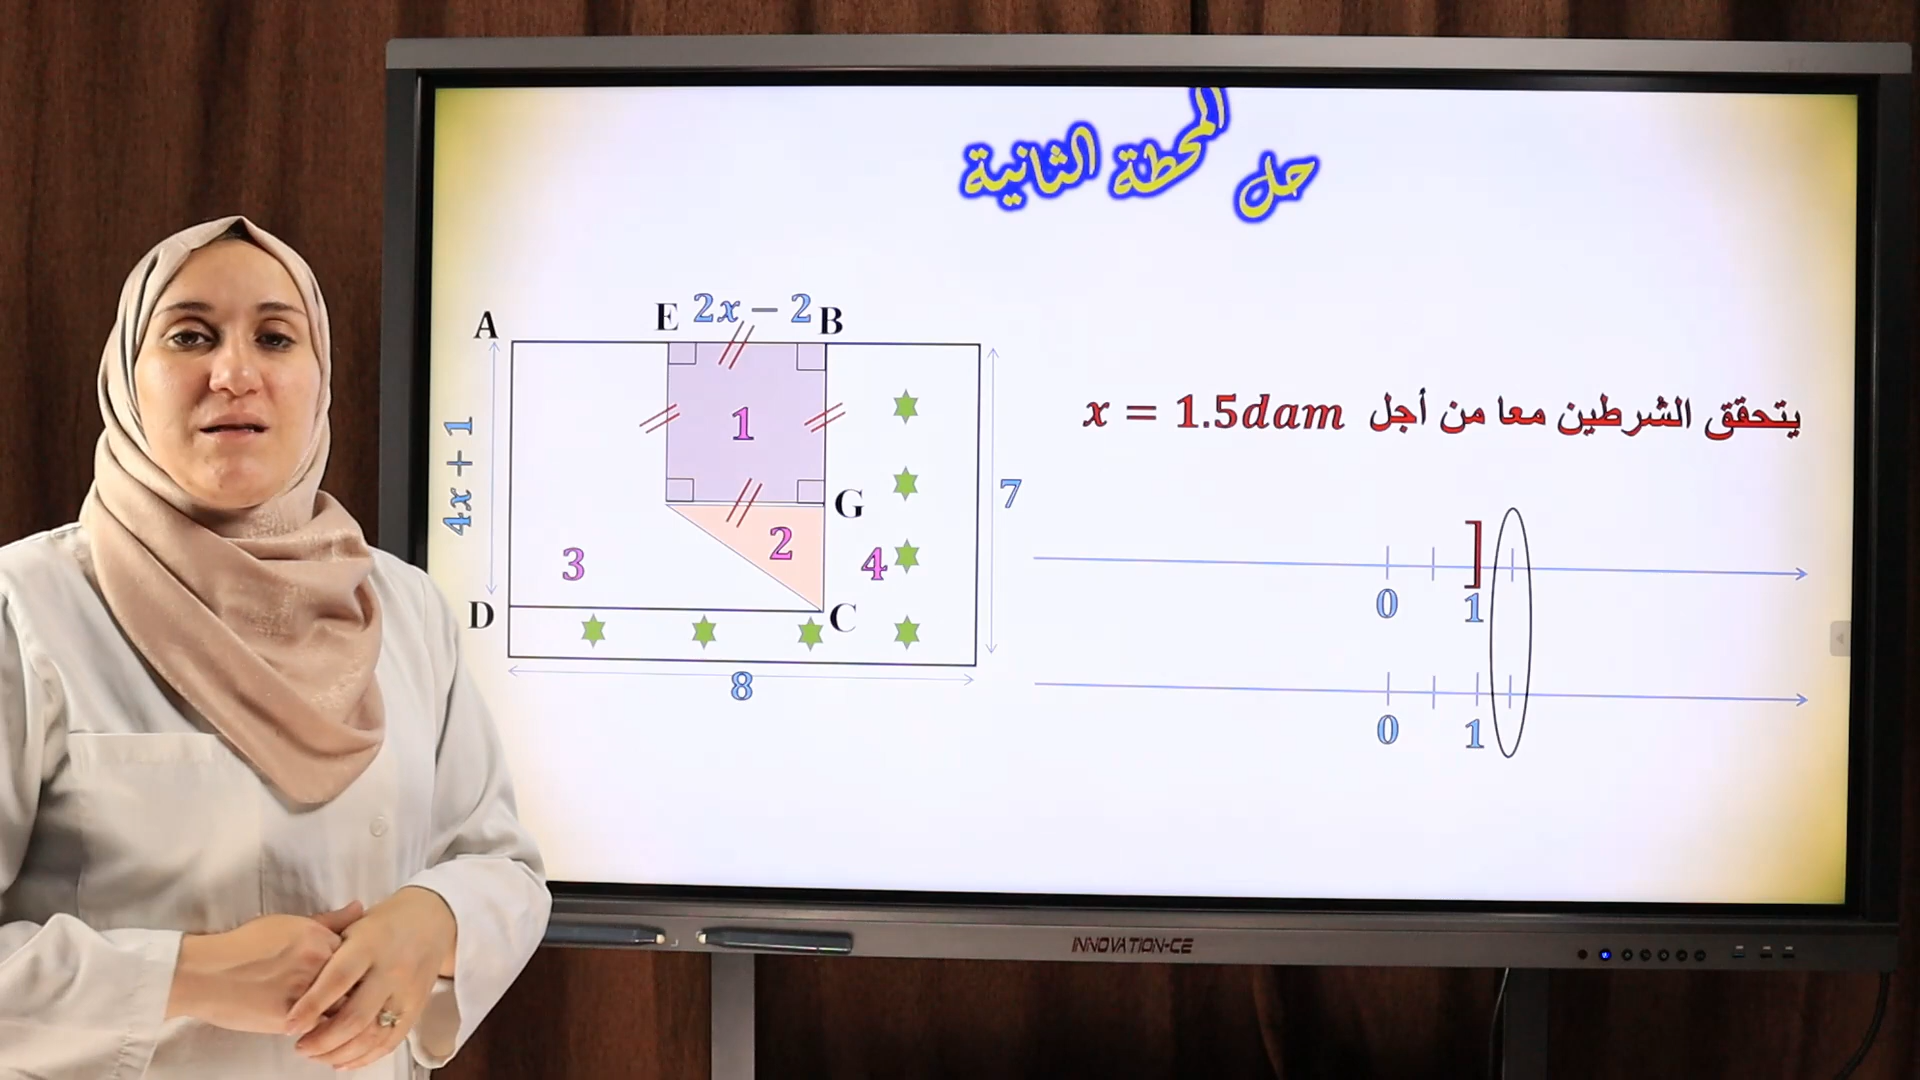 حل المحطة الثانية
A
E
2x − 2
B
4x + 1
1
7
G
2
3
4
D
C
8
يتحقق الشرطين معا من أجل x = 1.5dam
0
1
0
1
INNOVATION-CE